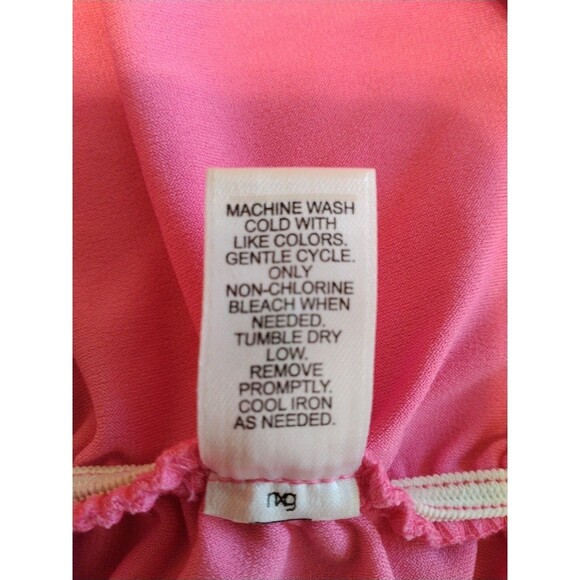 MACHINE WASH
COLD WITH
LIKE COLORS.
GENTLE CYCLE.
ONLY
NON-CHLORINE
BLEACH WHEN
NEEDED.
TUMBLE DRY
LOW.
REMOVE
PROMPTLY.
COOL IRON
AS NEEDED.